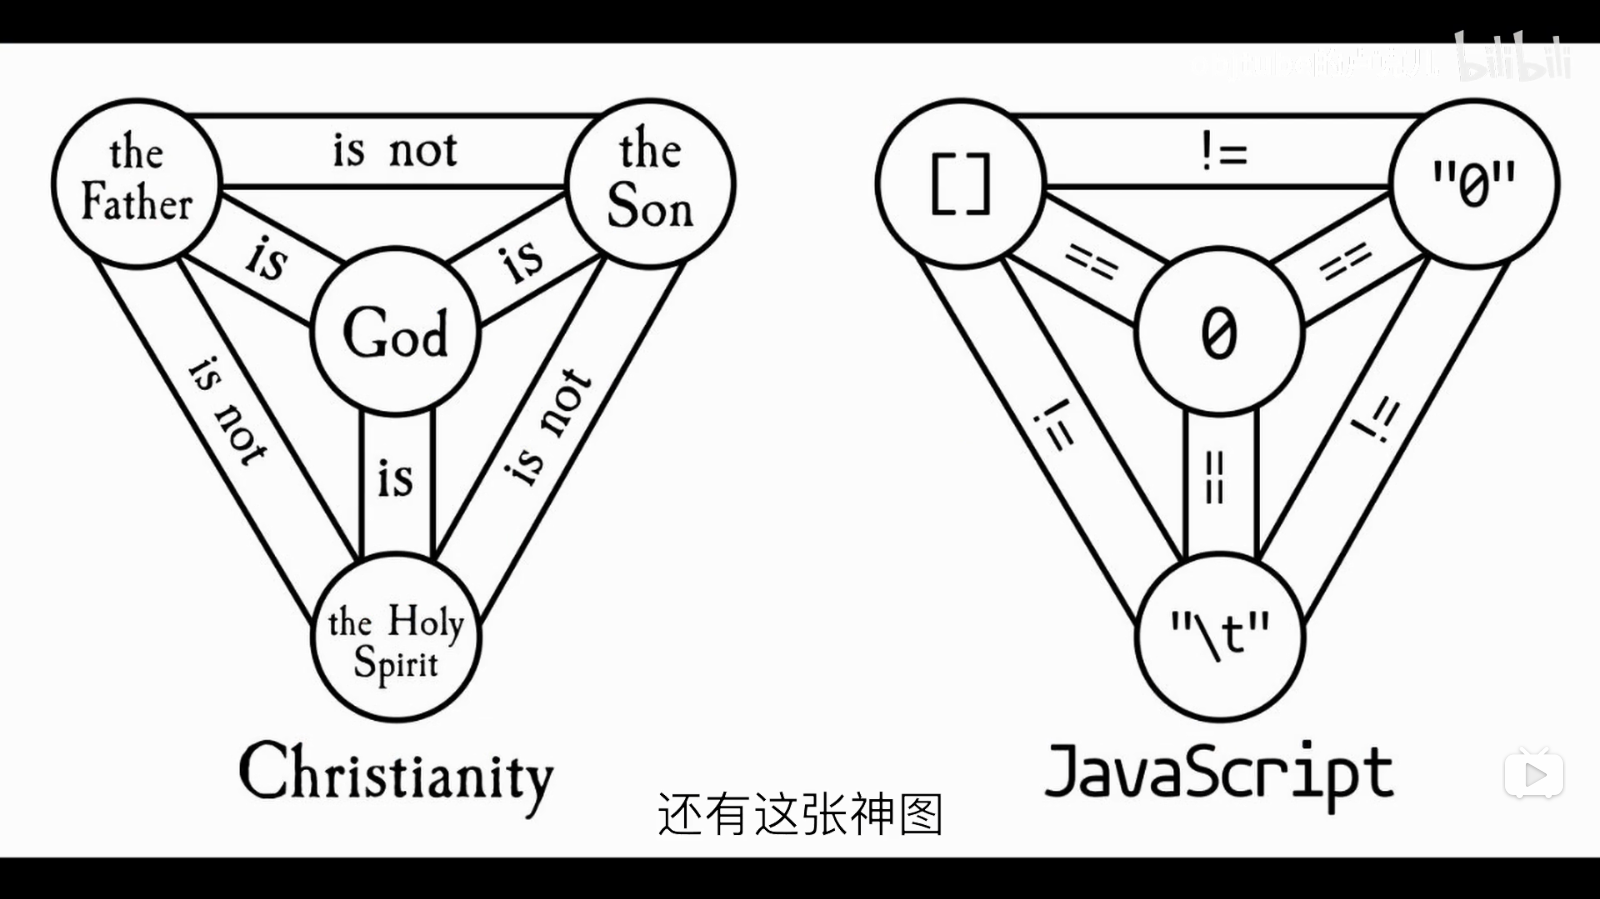 bilibili
the
Father
is not
the
Son
is
is
God
is not
is not
is
the Holy
Spirit
Christianity
[]
!=
"0"
==
==
0
!=
!=
==
"\t"
JavaScript
还有这张神图